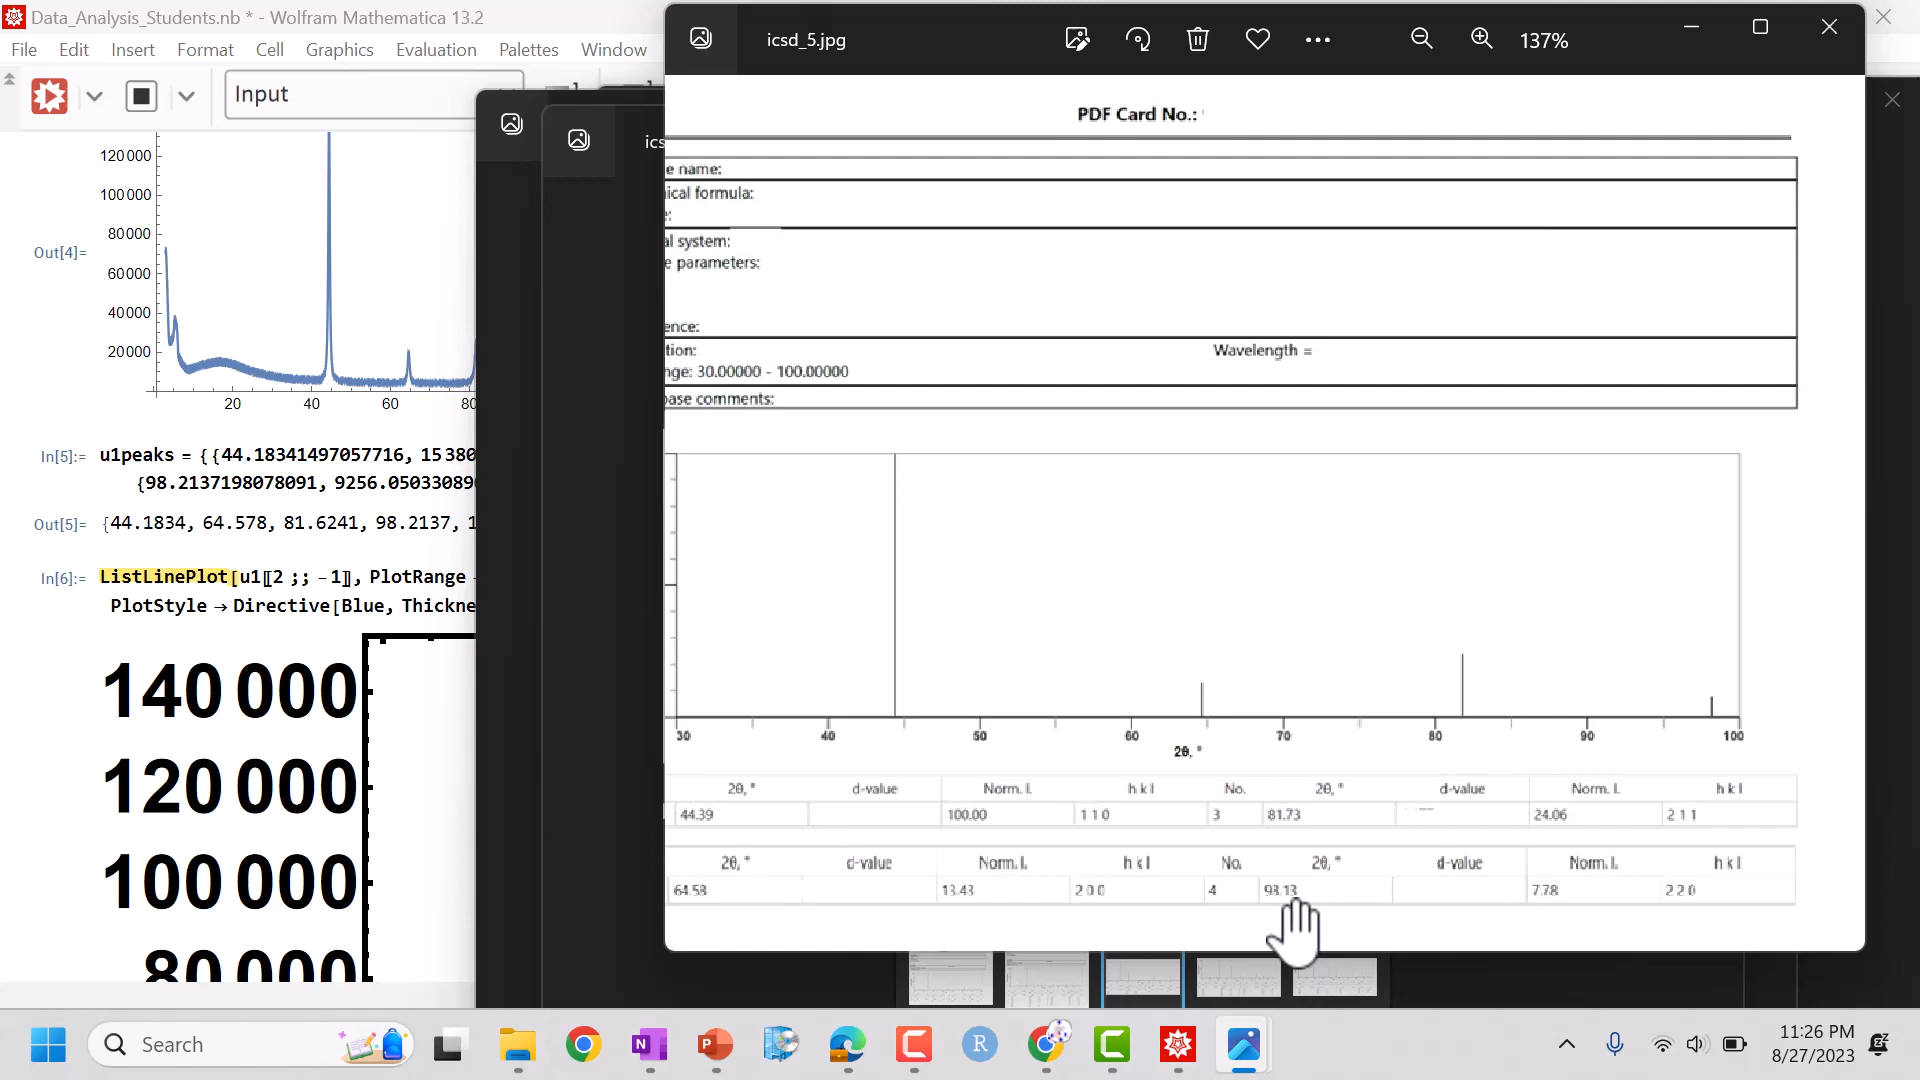 Data_Analysis_Students.nb * - Wolfram Mathematica 13.2
File Edit Insert Format Cell Graphics Evaluation Palettes Window
Input
120000
100000
80000
60000
40000
20000
20 40 60 80
Out[4]=
In[5]:= u1peaks = {{44.18341497057716, 15380
{98.2137198078091, 9256.050330890
Out[5]= {44.1834, 64.578, 81.6241, 98.2137, 1
In[6]:= ListLinePlot[u1[[2 ;; -1]], PlotRange
PlotStyle → Directive[Blue, Thickne
140000
120000
100000
80000
ics
icsd_5.jpg
137%
PDF Card No.:
e name:
ical formula:
e:
al system:
e parameters:
ence:
tion: Wavelength =
nge: 30.00000 - 100.00000
base comments:
30 40 50 60 70 80 90 100
2θ, °
2θ, ° d-value Norm. I. h k l No. 2θ, ° d-value Norm. I. h k l
44.39 100.00 1 1 0 3 81.73 24.06 2 1 1
2θ, ° d-value Norm. I. h k l No. 2θ, ° d-value Norm. I. h k l
64.58 13.43 2 0 0 4 98.13 7.78 2 2 0
Search
11:26 PM
8/27/2023